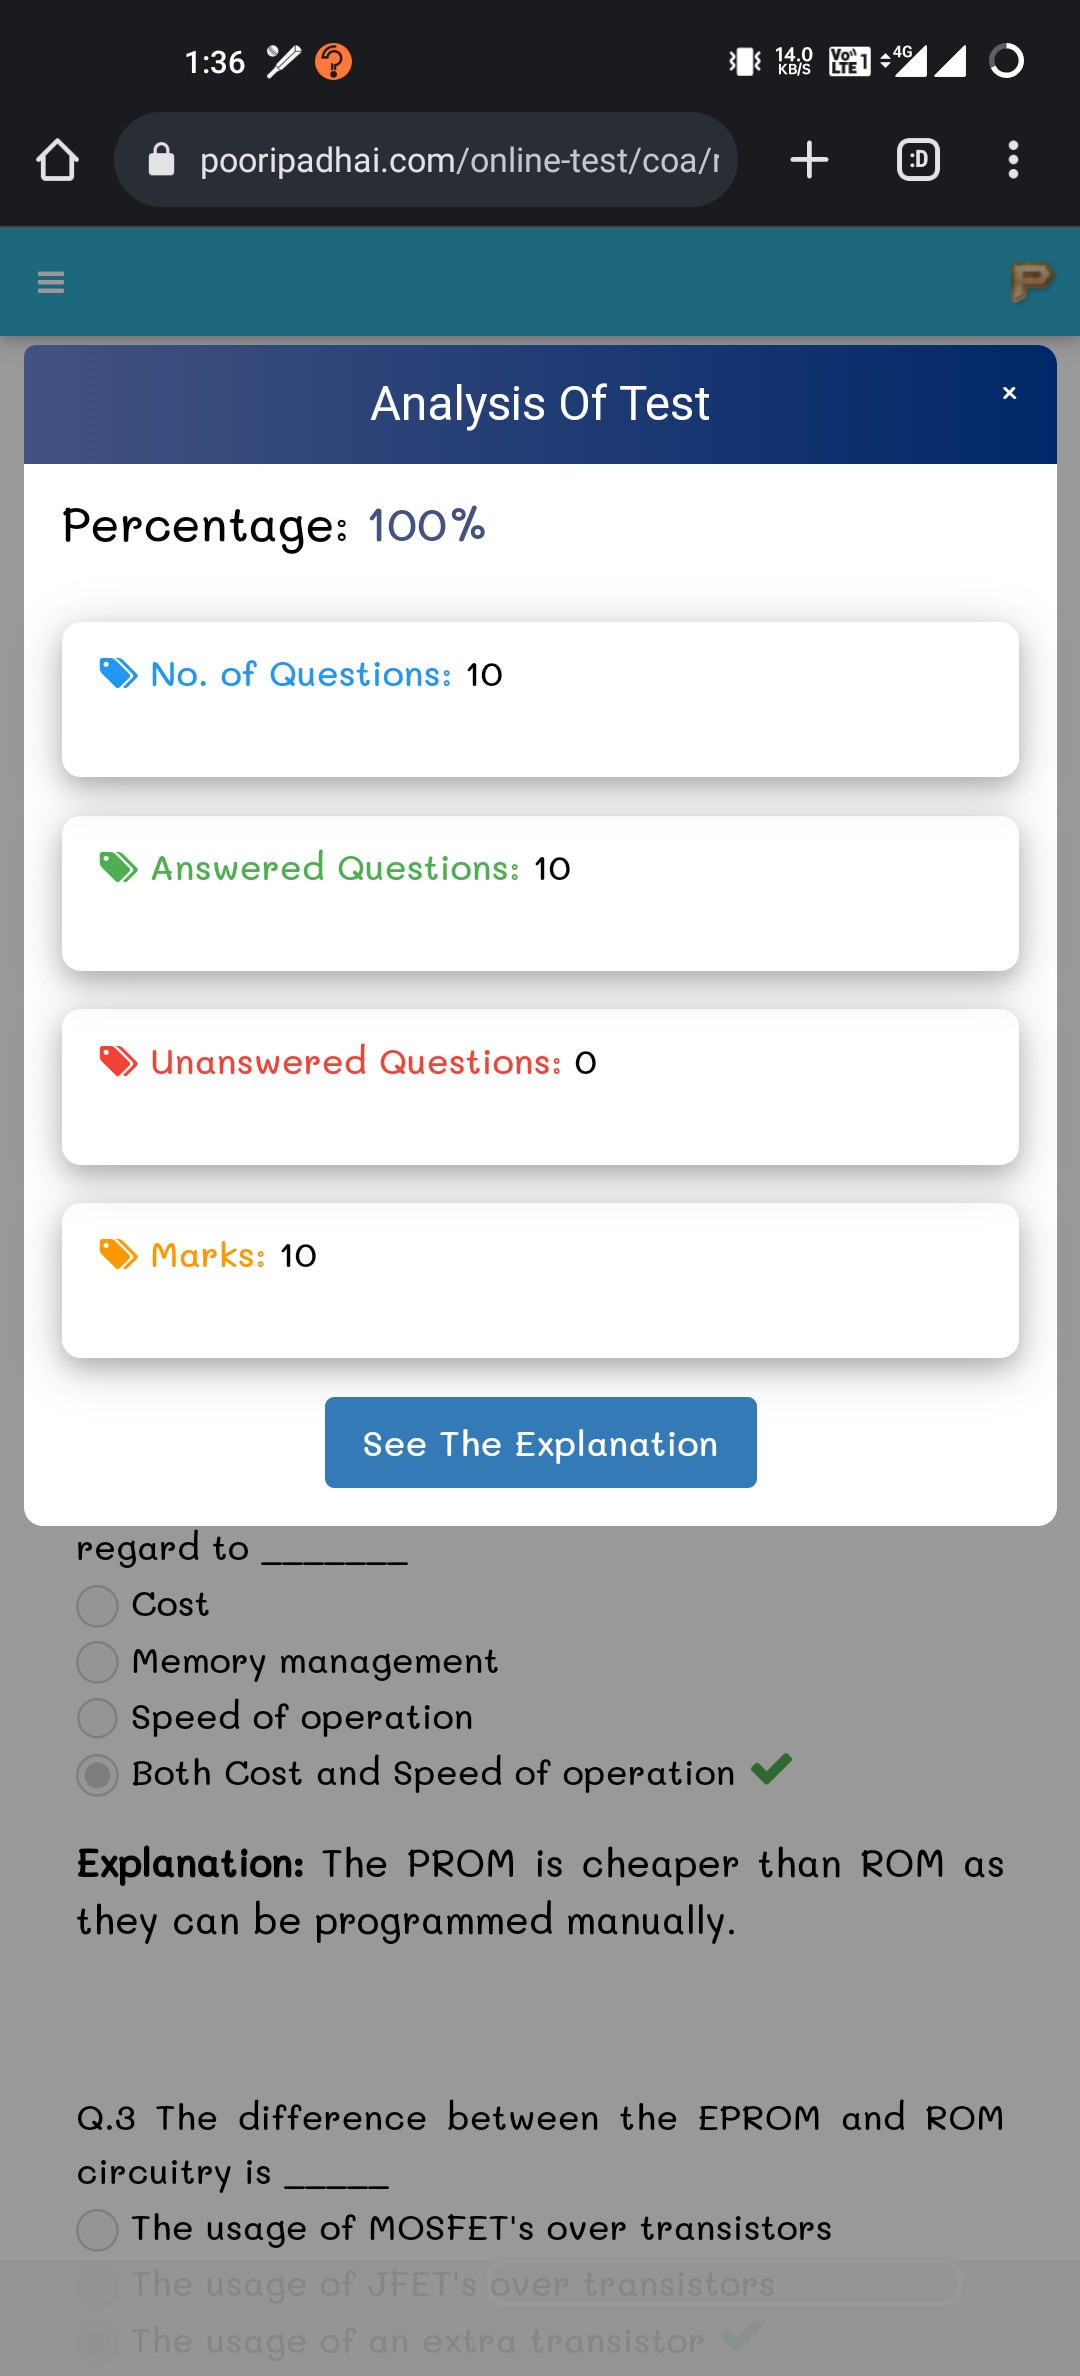 1:36
14.0
KB/S
Vo))
LTE 1
4G
pooripadhai.com/online-test/coa/r
:D
P
Analysis Of Test
×
Percentage: 100%
No. of Questions: 10
Answered Questions: 10
Unanswered Questions: 0
Marks: 10
See The Explanation
regard to _______
Cost
Memory management
Speed of operation
Both Cost and Speed of operation
Explanation: The PROM is cheaper than ROM as
they can be programmed manually.
Q.3 The difference between the EPROM and ROM
circuitry is _____
The usage of MOSFET's over transistors
The usage of JFET's over transistors
The usage of an extra transistor